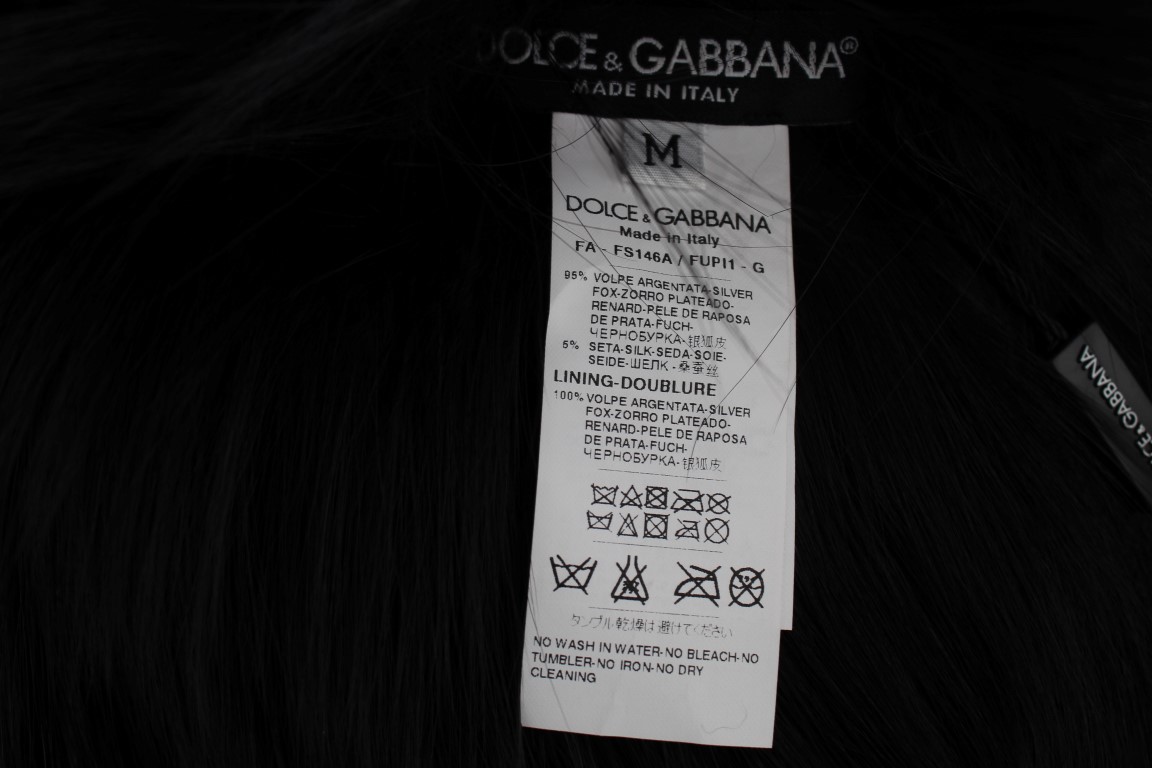 DOLCE & GABBANA®
MADE IN ITALY
M
DOLCE & GABBANA
Made in Italy
FA - FS146A / FUPI1 - G
95% VOLPE ARGENTATA-SILVER
FOX-ZORRO PLATEADO-
RENARD-PELE DE RAPOSA
DE PRATA-FUCH-
ЧЕРНОБУРКА-银狐皮
5% SETA-SILK-SEDA-SOIE-
SEIDE-ШЕЛК-桑蚕丝
LINING-DOUBLURE
100% VOLPE ARGENTATA-SILVER
FOX-ZORRO PLATEADO-
RENARD-PELE DE RAPOSA
DE PRATA-FUCH-
ЧЕРНОБУРКА-银狐皮
タンブル乾燥は避けてください
NO WASH IN WATER-NO BLEACH-NO
TUMBLER-NO IRON-NO DRY
CLEANING
CE & GABBANA